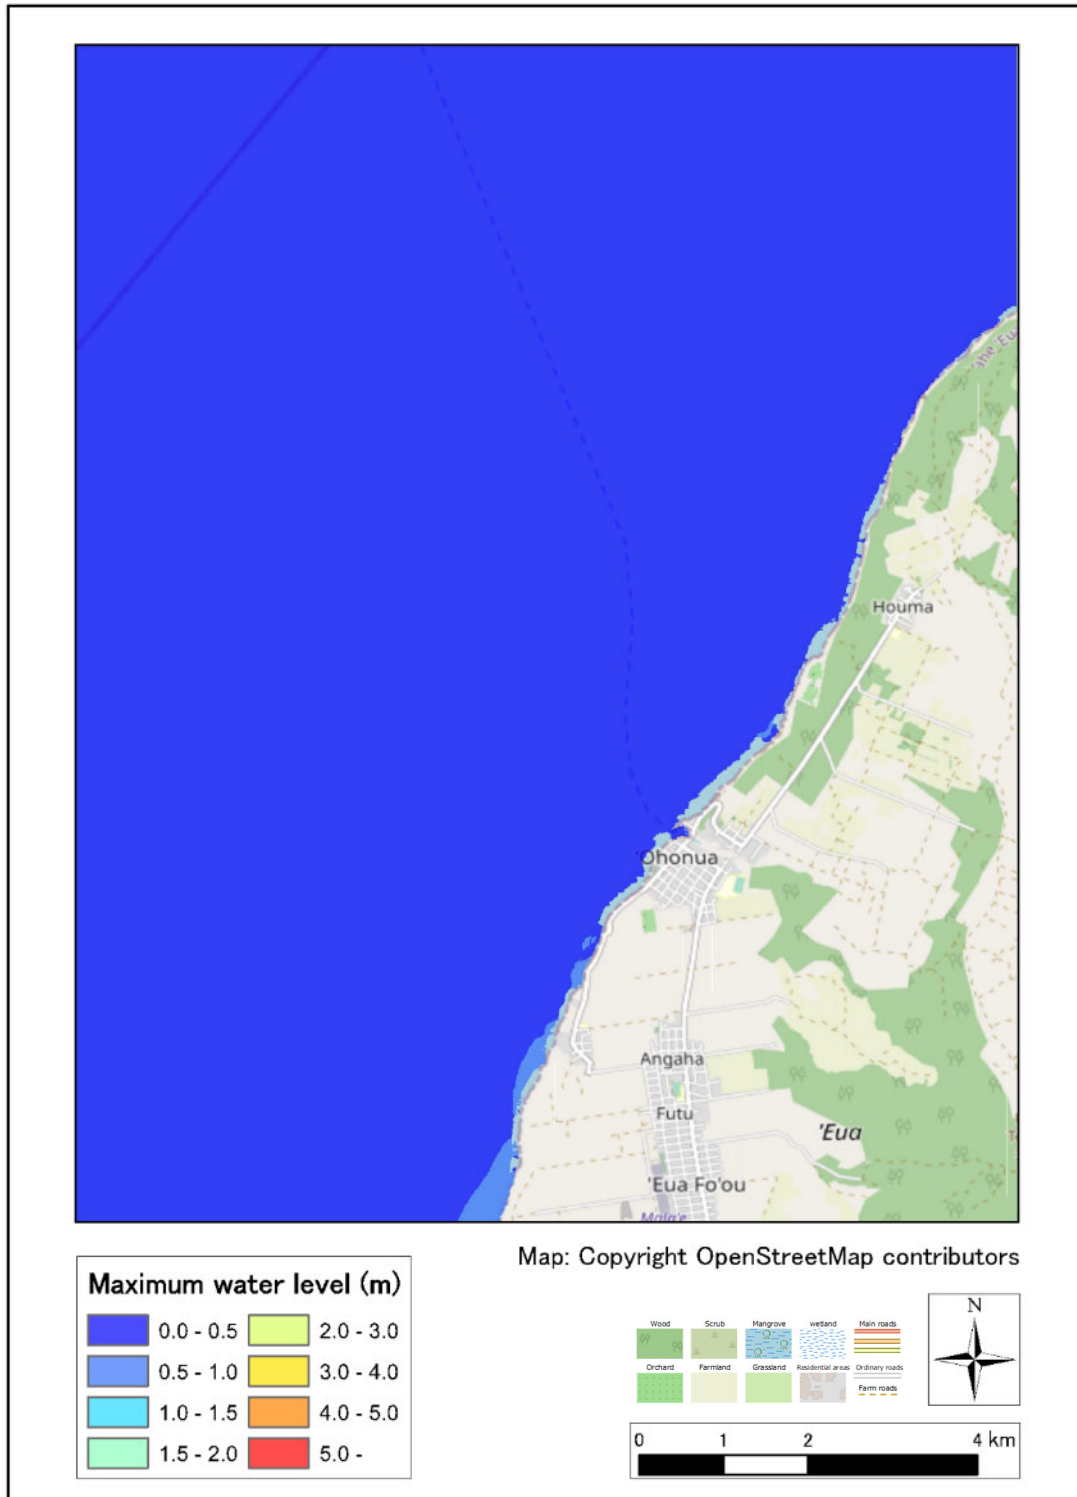 'ahe 'Eu
Houma
'Ohonua
Angaha
Futu
'Eua
'Eua Fo'ou
Mala'e
Map: Copyright OpenStreetMap contributors
Maximum water level (m)
0.0 - 0.5
2.0 - 3.0
0.5 - 1.0
3.0 - 4.0
1.0 - 1.5
4.0 - 5.0
1.5 - 2.0
5.0 -
Wood
Scrub
Mangrove
wetland
Main roads
Orchard
Farmland
Grassland
Residential areas
Ordinary roads
Farm roads
N
0 1 2 4 km